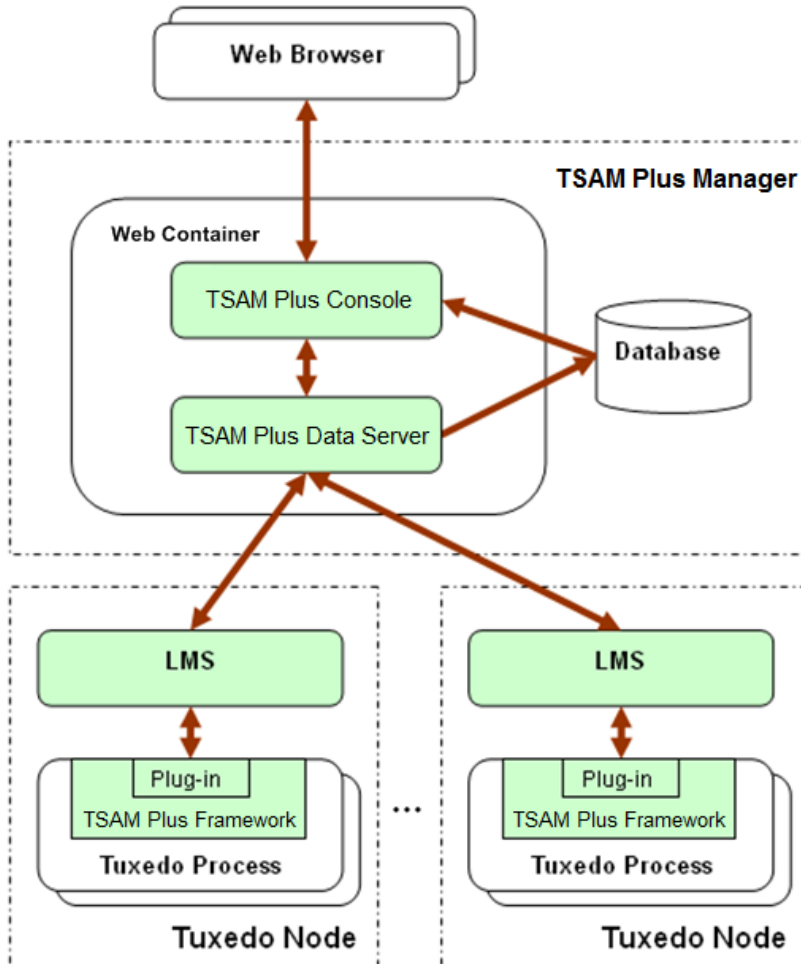 Web Browser
TSAM Plus Manager
Web Container
TSAM Plus Console
Database
TSAM Plus Data Server
LMS
LMS
Plug-in
Plug-in
TSAM Plus Framework
TSAM Plus Framework
...
Tuxedo Process
Tuxedo Process
Tuxedo Node
Tuxedo Node